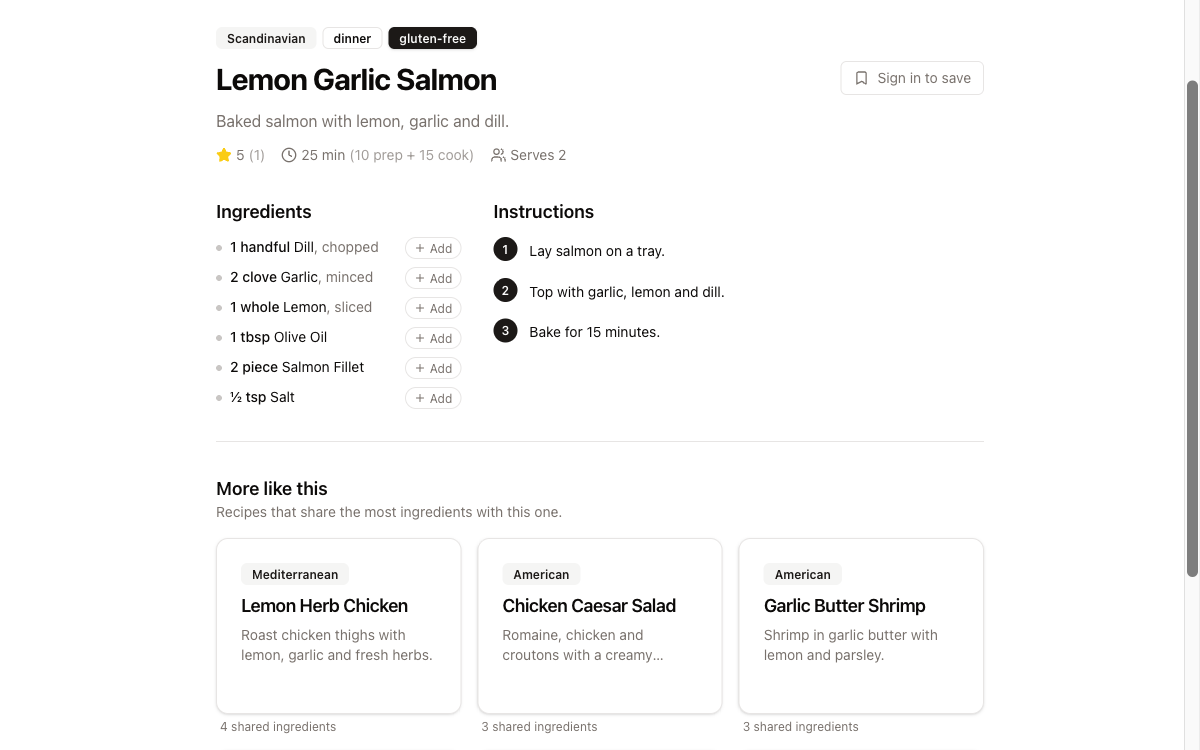 Scandinavian dinner gluten-free
Lemon Garlic Salmon
Sign in to save
Baked salmon with lemon, garlic and dill.
5 (1) 25 min (10 prep + 15 cook) Serves 2
Ingredients
1 handful Dill, chopped + Add
2 clove Garlic, minced + Add
1 whole Lemon, sliced + Add
1 tbsp Olive Oil + Add
2 piece Salmon Fillet + Add
½ tsp Salt + Add
Instructions
1 Lay salmon on a tray.
2 Top with garlic, lemon and dill.
3 Bake for 15 minutes.
More like this
Recipes that share the most ingredients with this one.
Mediterranean
Lemon Herb Chicken
Roast chicken thighs with
lemon, garlic and fresh herbs.
4 shared ingredients
American
Chicken Caesar Salad
Romaine, chicken and
croutons with a creamy...
3 shared ingredients
American
Garlic Butter Shrimp
Shrimp in garlic butter with
lemon and parsley.
3 shared ingredients